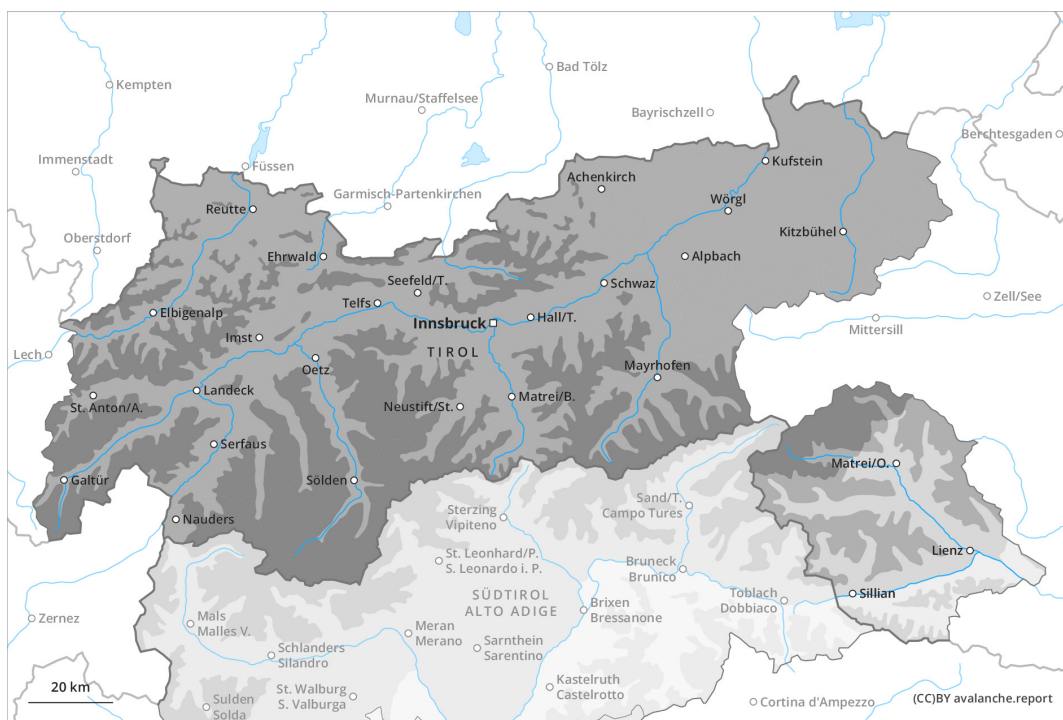 Kempten
Bad Tölz
Murnau/Staffelsee
Bayrischzell
Berchtesgaden
Immenstadt
Füssen
Kufstein
Achenkirch
Garmisch-Partenkirchen
Wörgl
Reutte
Kitzbühel
Oberstdorf
Ehrwald
Alpbach
Seefeld/T.
Schwaz
Zell/See
Telfs
Elbigenalp
Innsbruck
Hall/T.
Mittersill
Imst
TIROL
Lech
Oetz
Mayrhofen
Landeck
St. Anton/A.
Neustift/St.
Matrei/B.
Serfaus
Matrei/O.
Galtür
Sölden
Sand/T.
Campo Tures
Sterzing
Vipiteno
Nauders
Lienz
St. Leonhard/P.
S. Leonardo i. P.
Bruneck
Brunico
Sillian
SÜDTIROL
ALTO ADIGE
Toblach
Dobbiaco
Brixen
Bressanone
Zernez
Mals
Malles V.
Meran
Merano
Sarnthein
Sarentino
Schlanders
Silandro
Kastelruth
Castelrotto
20 km
St. Walburg
S. Valburga
Sulden
Solda
Cortina d'Ampezzo
(CC)BY avalanche.report